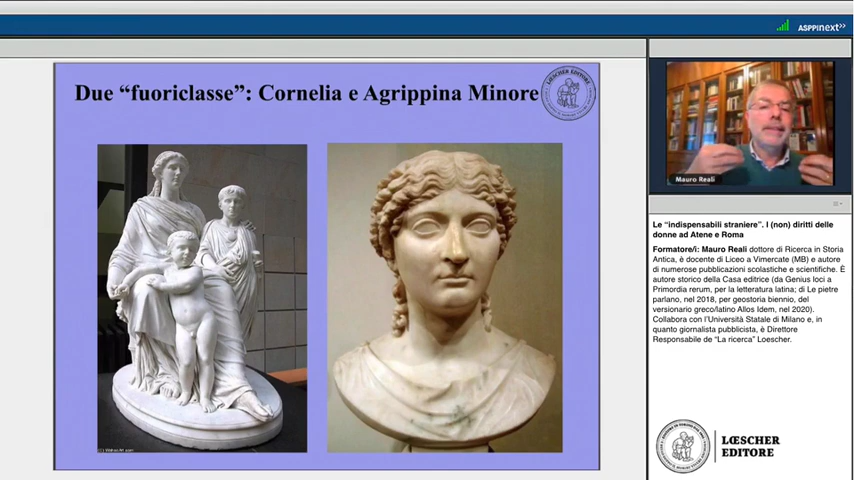 ASPPInext
Due “fuoriclasse”: Cornelia e Agrippina Minore
Mauro Reali
Le “indispensabili straniere”. I (non) diritti delle
donne ad Atene e Roma
Formatore/i: Mauro Reali dottore di Ricerca in Storia
Antica, è docente di Liceo a Vimercate (MB) e autore
di numerose pubblicazioni scolastiche e scientifiche. È
autore storico della Casa editrice (da Genius loci a
Primordia rerum, per la letteratura latina; di Le pietre
parlano, nel 2018, per geostoria biennio, del
versionario greco/latino Allos Idem, nel 2020).
Collabora con l’Università Statale di Milano e, in
quanto giornalista pubblicista, è Direttore
Responsabile de “La ricerca” Loescher.
LŒSCHER
EDITORE